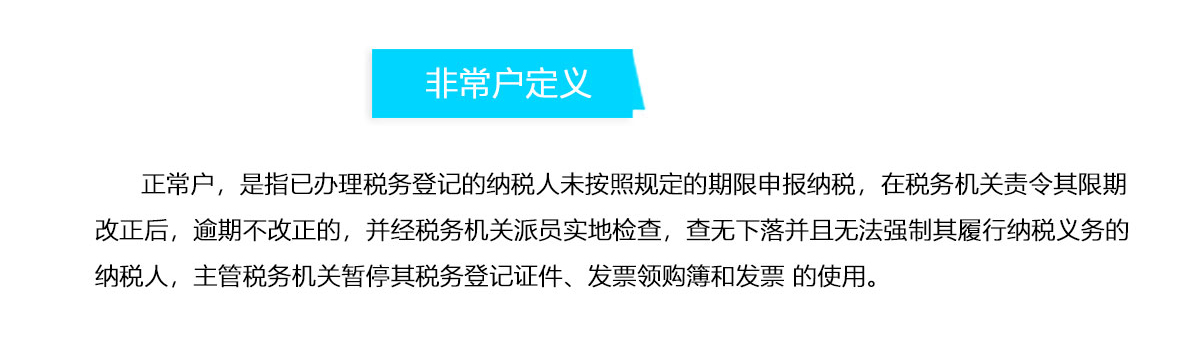 非常户定义
正常户，是指已办理税务登记的纳税人未按照规定的期限申报纳税，在税务机关责令其限期
改正后，逾期不改正的，并经税务机关派员实地检查，查无下落并且无法强制其履行纳税义务的
纳税人，主管税务机关暂停其税务登记证件、发票领购簿和发票 的使用。